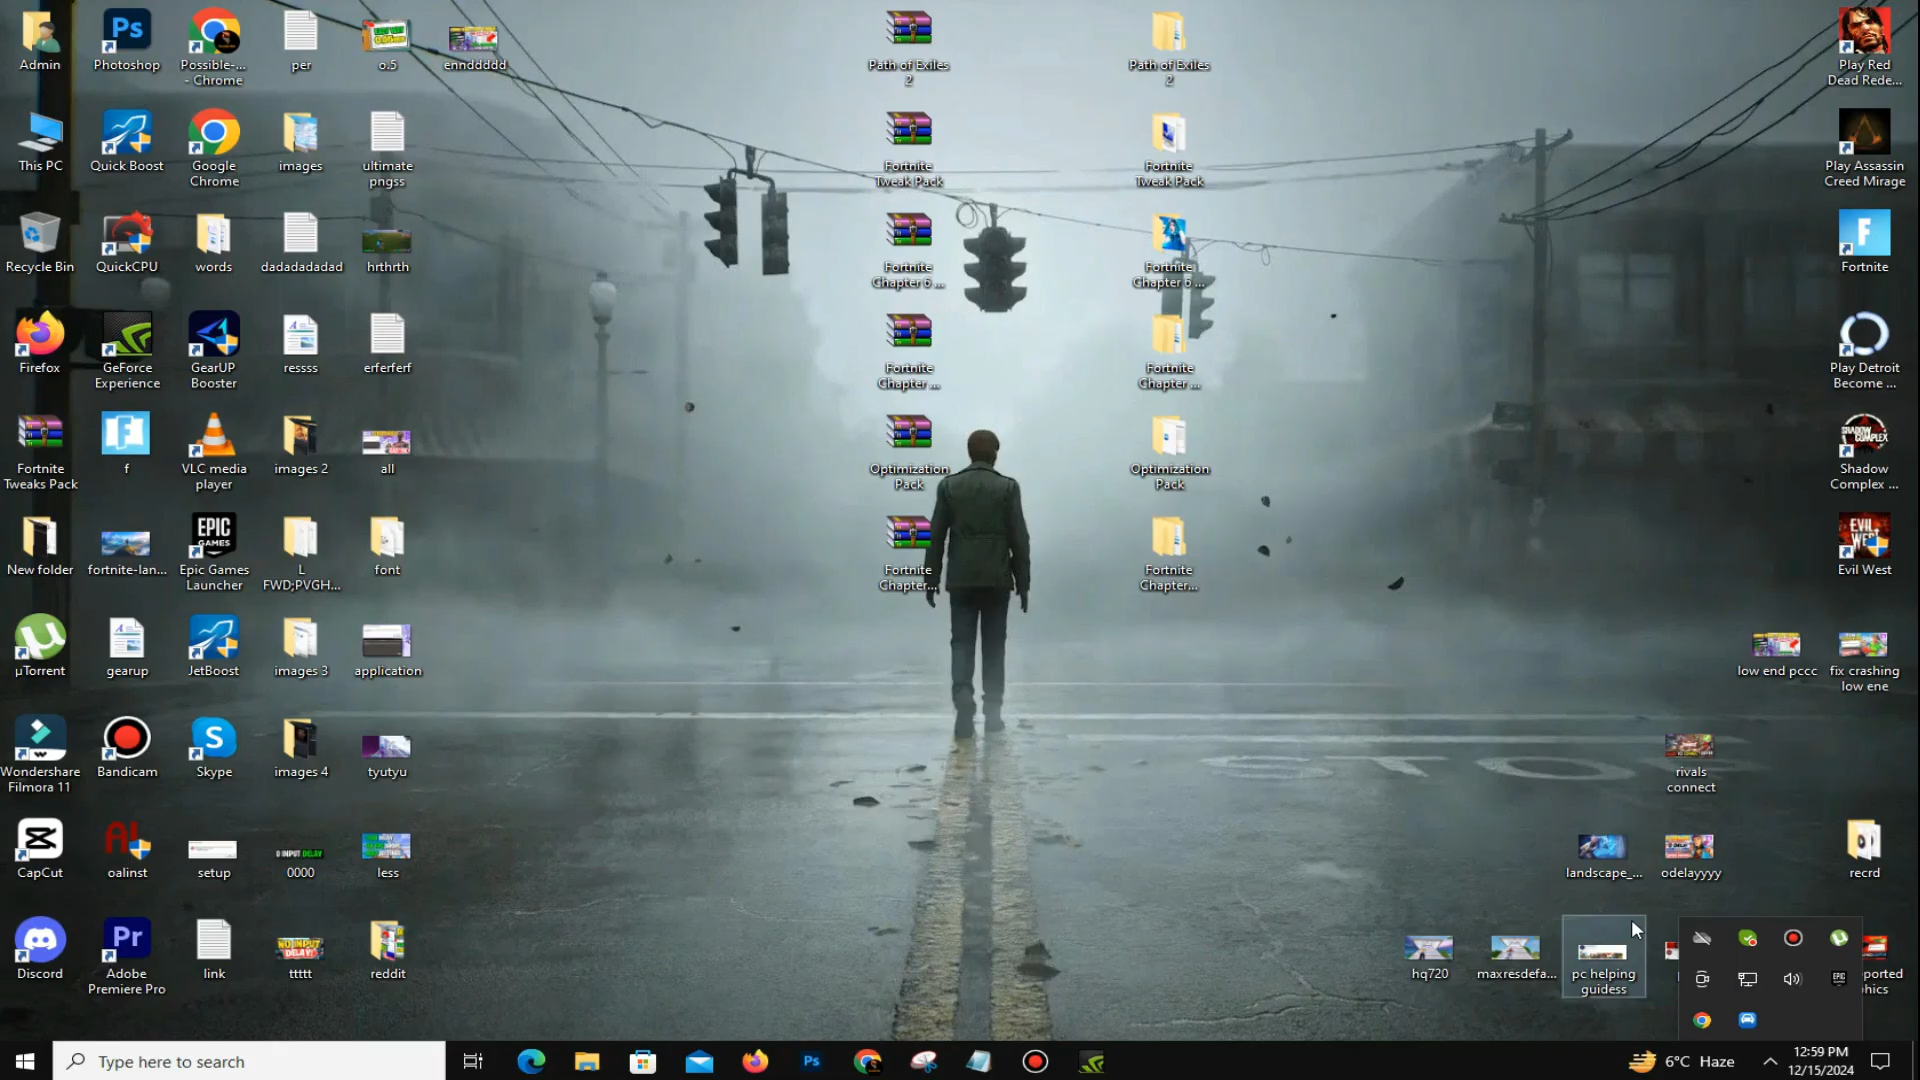 Admin
Photoshop
Possible-...
- Chrome
per
o.5
ennddddd
Path of Exiles
2
Path of Exiles
2
Play Red
Dead Rede...
This PC
Quick Boost
Google
Chrome
images
ultimate
pngss
Fortnite
Tweak Pack
Fortnite
Tweak Pack
Play Assassin
Creed Mirage
Recycle Bin
QuickCPU
words
dadadadadad
hrthrth
Fortnite
Chapter 6 ...
Fortnite
Chapter 6 ...
Fortnite
Firefox
GeForce
Experience
GearUP
Booster
ressss
erferferf
Fortnite
Chapter ...
Fortnite
Chapter ...
Play Detroit
Become ...
Fortnite
Tweaks Pack
f
VLC media
player
images 2
all
Optimization
Pack
Optimization
Pack
Shadow
Complex ...
New folder
fortnite-lan...
Epic Games
Launcher
L
FWD;PVGH...
font
Fortnite
Chapter...
Fortnite
Chapter...
Evil West
µTorrent
gearup
JetBoost
images 3
application
low end pccc
fix crashing
low ene
Wondershare
Filmora 11
Bandicam
Skype
images 4
tyutyu
rivals
connect
STOP
CapCut
oalinst
setup
0 INPUT DELAY
0000
less
landscape_...
odelayyyy
recrd
Discord
Adobe
Premiere Pro
link
NO INPUT
DELAY!
ttttt
reddit
hq720
maxresdefa...
pc helping
guidess
ported
hics
Type here to search
6°C Haze
12:59 PM
12/15/2024